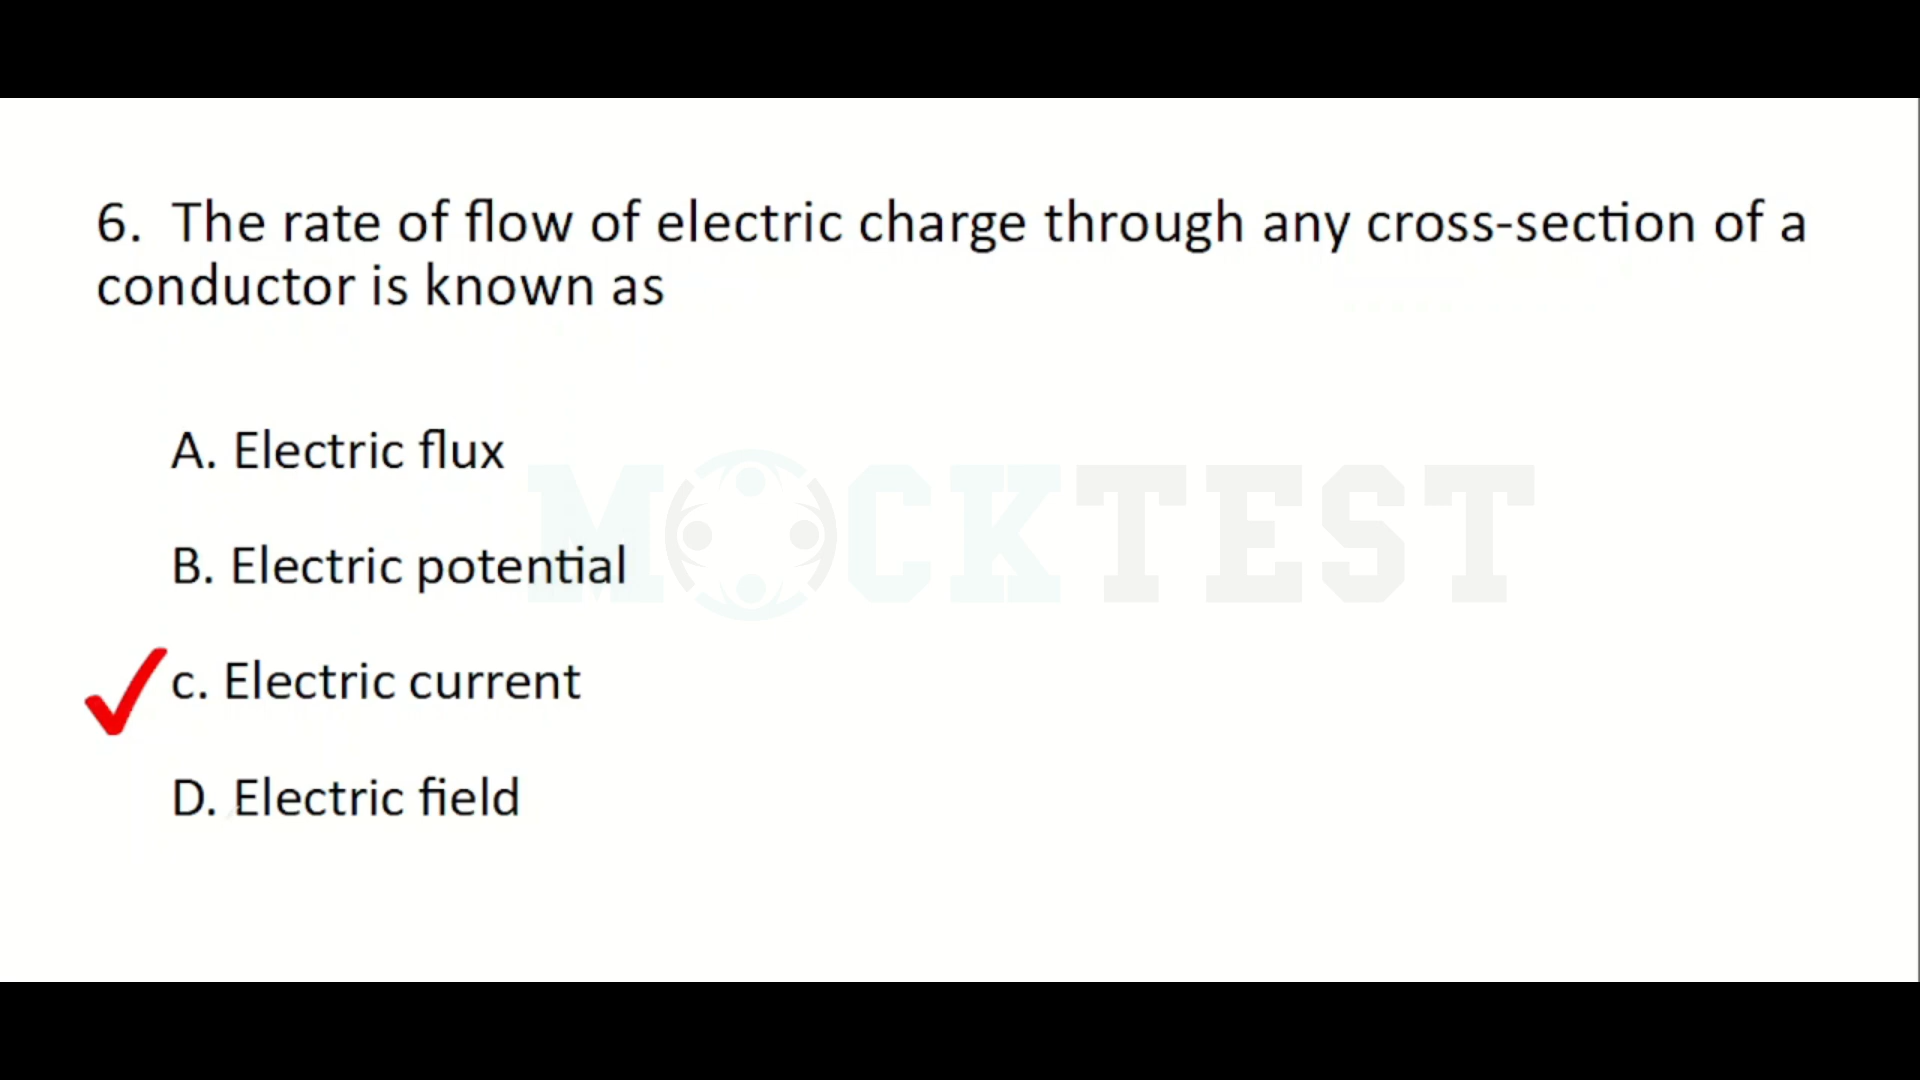 6. The rate of flow of electric charge through any cross-section of a
conductor is known as
A. Electric flux
MOCKTEST
B. Electric potential
c. Electric current
D. Electric field